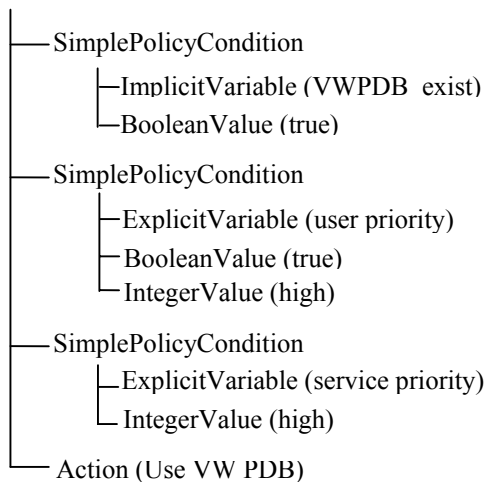 SimplePolicyCondition
ImplicitVariable (VWPDB exist)
BooleanValue (true)
SimplePolicyCondition
ExplicitVariable (user priority)
BooleanValue (true)
IntegerValue (high)
SimplePolicyCondition
ExplicitVariable (service priority)
IntegerValue (high)
Action (Use VW PDB)